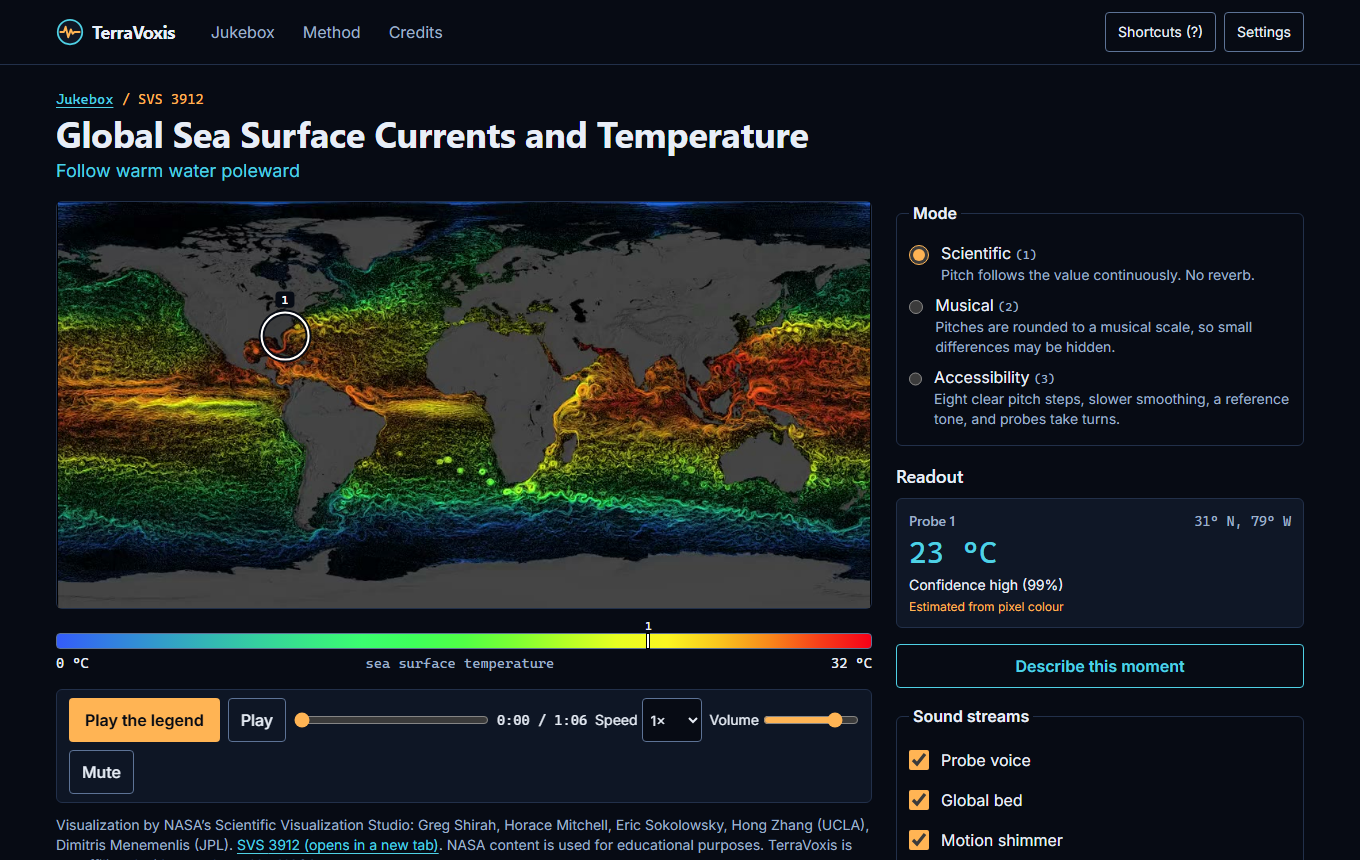 TerraVoxis
Jukebox
Method
Credits
Shortcuts (?)
Settings
Jukebox / SVS 3912
Global Sea Surface Currents and Temperature
Follow warm water poleward
1
0 °C
sea surface temperature
1
32 °C
Play the legend
Play
0:00 / 1:06
Speed
1×
Volume
Mute
Visualization by NASA's Scientific Visualization Studio: Greg Shirah, Horace Mitchell, Eric Sokolowsky, Hong Zhang (UCLA),
Dimitris Menemenlis (JPL). SVS 3912 (opens in a new tab). NASA content is used for educational purposes. TerraVoxis is
Mode
Scientific (1)
Pitch follows the value continuously. No reverb.
Musical (2)
Pitches are rounded to a musical scale, so small
differences may be hidden.
Accessibility (3)
Eight clear pitch steps, slower smoothing, a reference
tone, and probes take turns.
Readout
Probe 1
31° N, 79° W
23 °C
Confidence high (99%)
Estimated from pixel colour
Describe this moment
Sound streams
Probe voice
Global bed
Motion shimmer